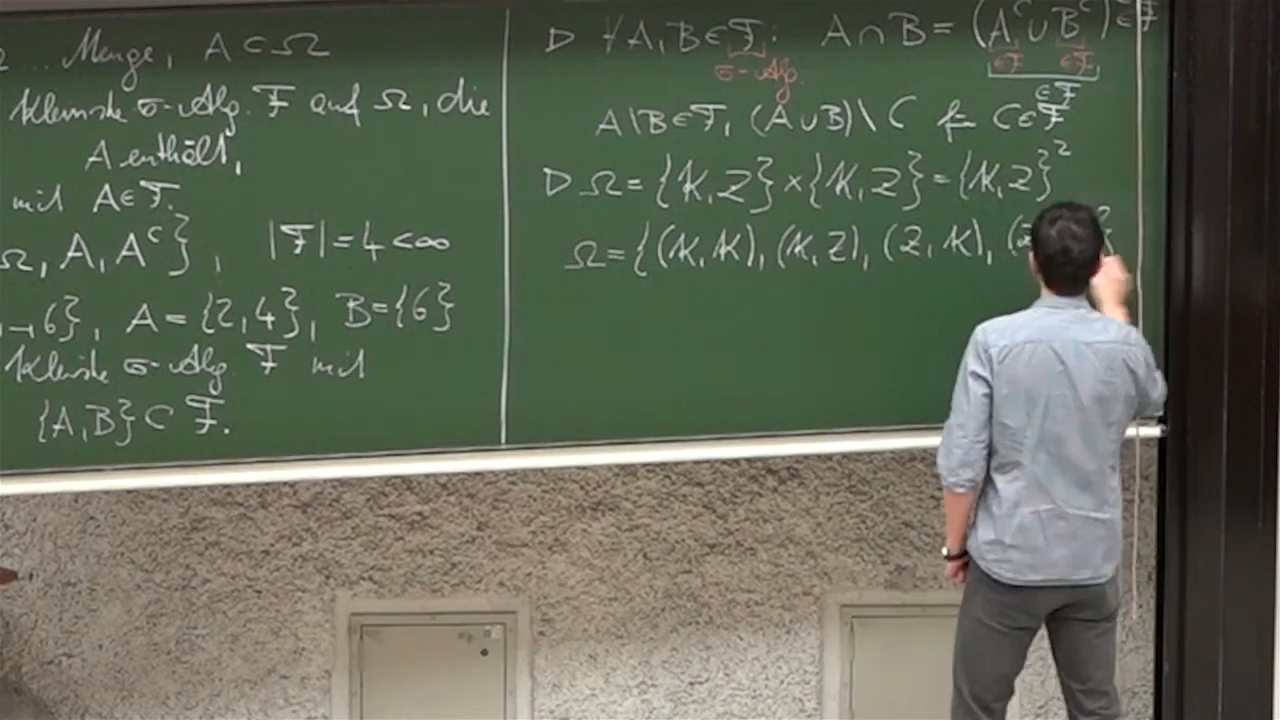 Ω ... Menge, A ⊂ Ω
Kleinste σ-Alg. F auf Ω, die
A enthält,
mit A ∈ F.
Ω, A, A^C}, |F| = 4 < ∞
6}, A = {2,4}, B = {6}
Kleinste σ-Alg. F mit
{A,B} ⊂ F.
▷ ∀A,B ∈ F: A ∩ B = (A^C ∪ B^C)^C ∈ F
σ-Alg. ∈F ∈F
∈F
A \ B ∈ F, (A ∪ B) \ C für C ∈ F
▷ Ω = {K,Z} × {K,Z} = {K,Z}²
Ω = {(K,K), (K,Z), (Z,K), (Z